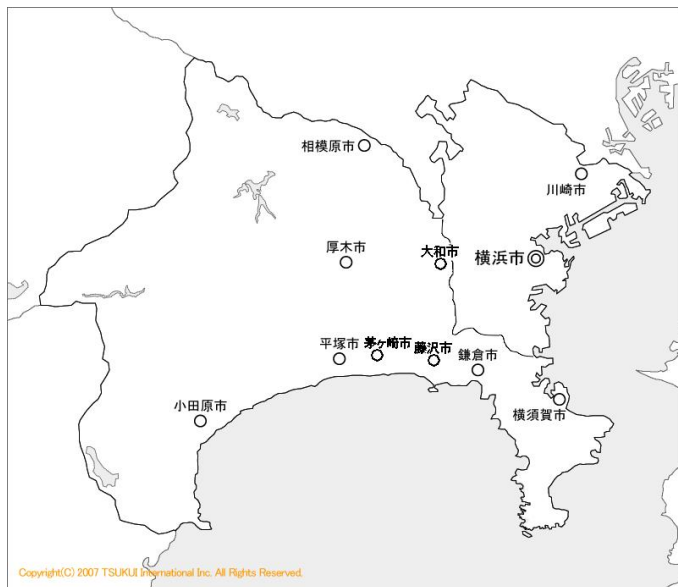 相模原市
川崎市
厚木市
大和市
横浜市
平塚市
茅ヶ崎市
藤沢市
鎌倉市
小田原市
横須賀市
Copyright(C) 2007 TSUKUI International Inc. All Rights Reserved.